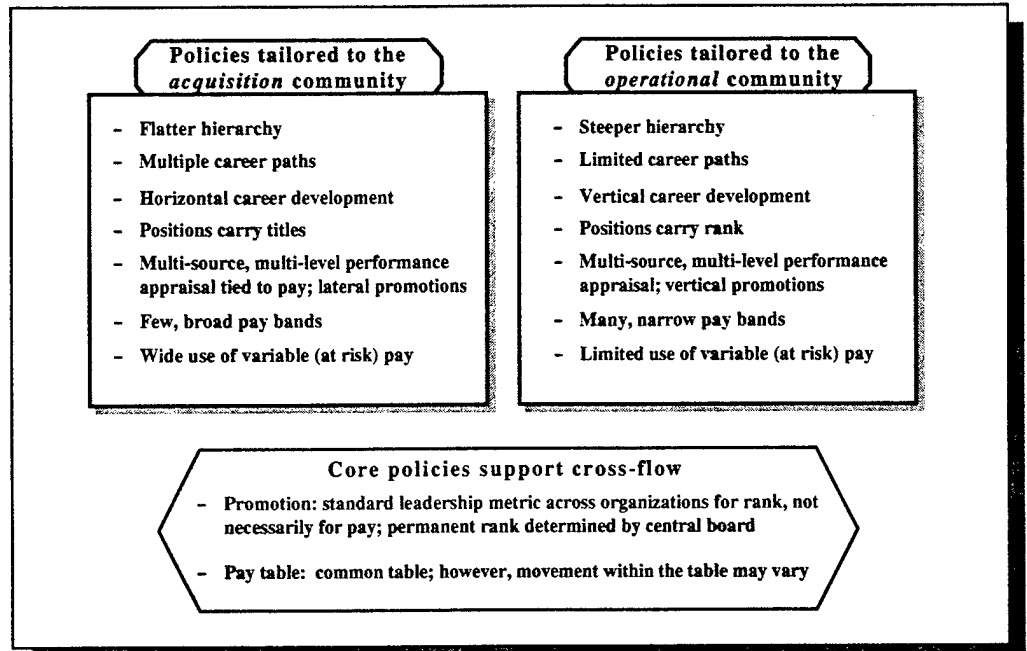 Policies tailored to the
acquisition community
- Flatter hierarchy
- Multiple career paths
- Horizontal career development
- Positions carry titles
- Multi-source, multi-level performance
appraisal tied to pay; lateral promotions
- Few, broad pay bands
- Wide use of variable (at risk) pay
Policies tailored to the
operational community
- Steeper hierarchy
- Limited career paths
- Vertical career development
- Positions carry rank
- Multi-source, multi-level performance
appraisal; vertical promotions
- Many, narrow pay bands
- Limited use of variable (at risk) pay
Core policies support cross-flow
- Promotion: standard leadership metric across organizations for rank, not
necessarily for pay; permanent rank determined by central board
- Pay table: common table; however, movement within the table may vary